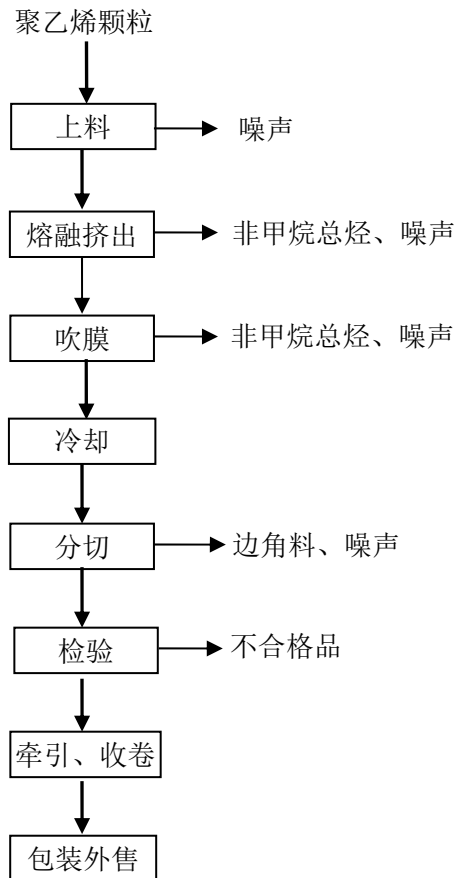 聚乙烯颗粒
上料
噪声
熔融挤出
非甲烷总烃、噪声
吹膜
非甲烷总烃、噪声
冷却
分切
边角料、噪声
检验
不合格品
牵引、收卷
包装外售